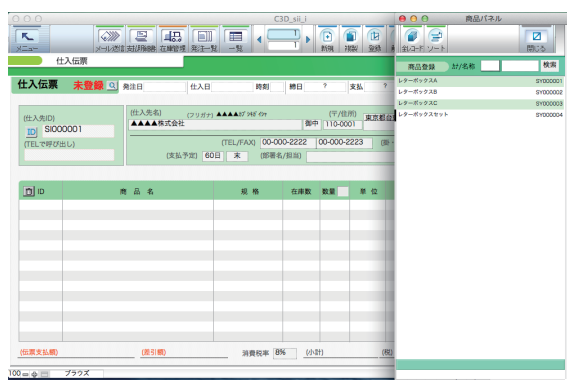 C3D_sii_i
商品パネル
メニュー
メール送信
在庫管理
発注一覧
一覧
1
1
新規
複製
登録
全レコード
ソート
閉じる
仕入伝票
商品登録
ｶﾅ/名称
検索
レターボックスA SY000001
レターボックスB SY000002
レターボックスC SY000003
レターボックスセット SY000004
仕入伝票 未登録
発注日
仕入日
時刻
締日 ?
支払 ?
(仕入先ID)
ID SI000001
(TELで呼び出し)
(仕入先名)
(フリガナ)
(〒/住所)
▲▲▲▲株式会社
御中
110-0001
東京都台
(TEL/FAX) 00-000-2222 00-000-2223
(支払予定) 60日 末 (部署名/担当)
ID
商 品 名
規 格
在庫数
数量
単 位
(伝票支払額)
(差引額)
消費税率 8%
(小計)
(税
100
ブラウズ